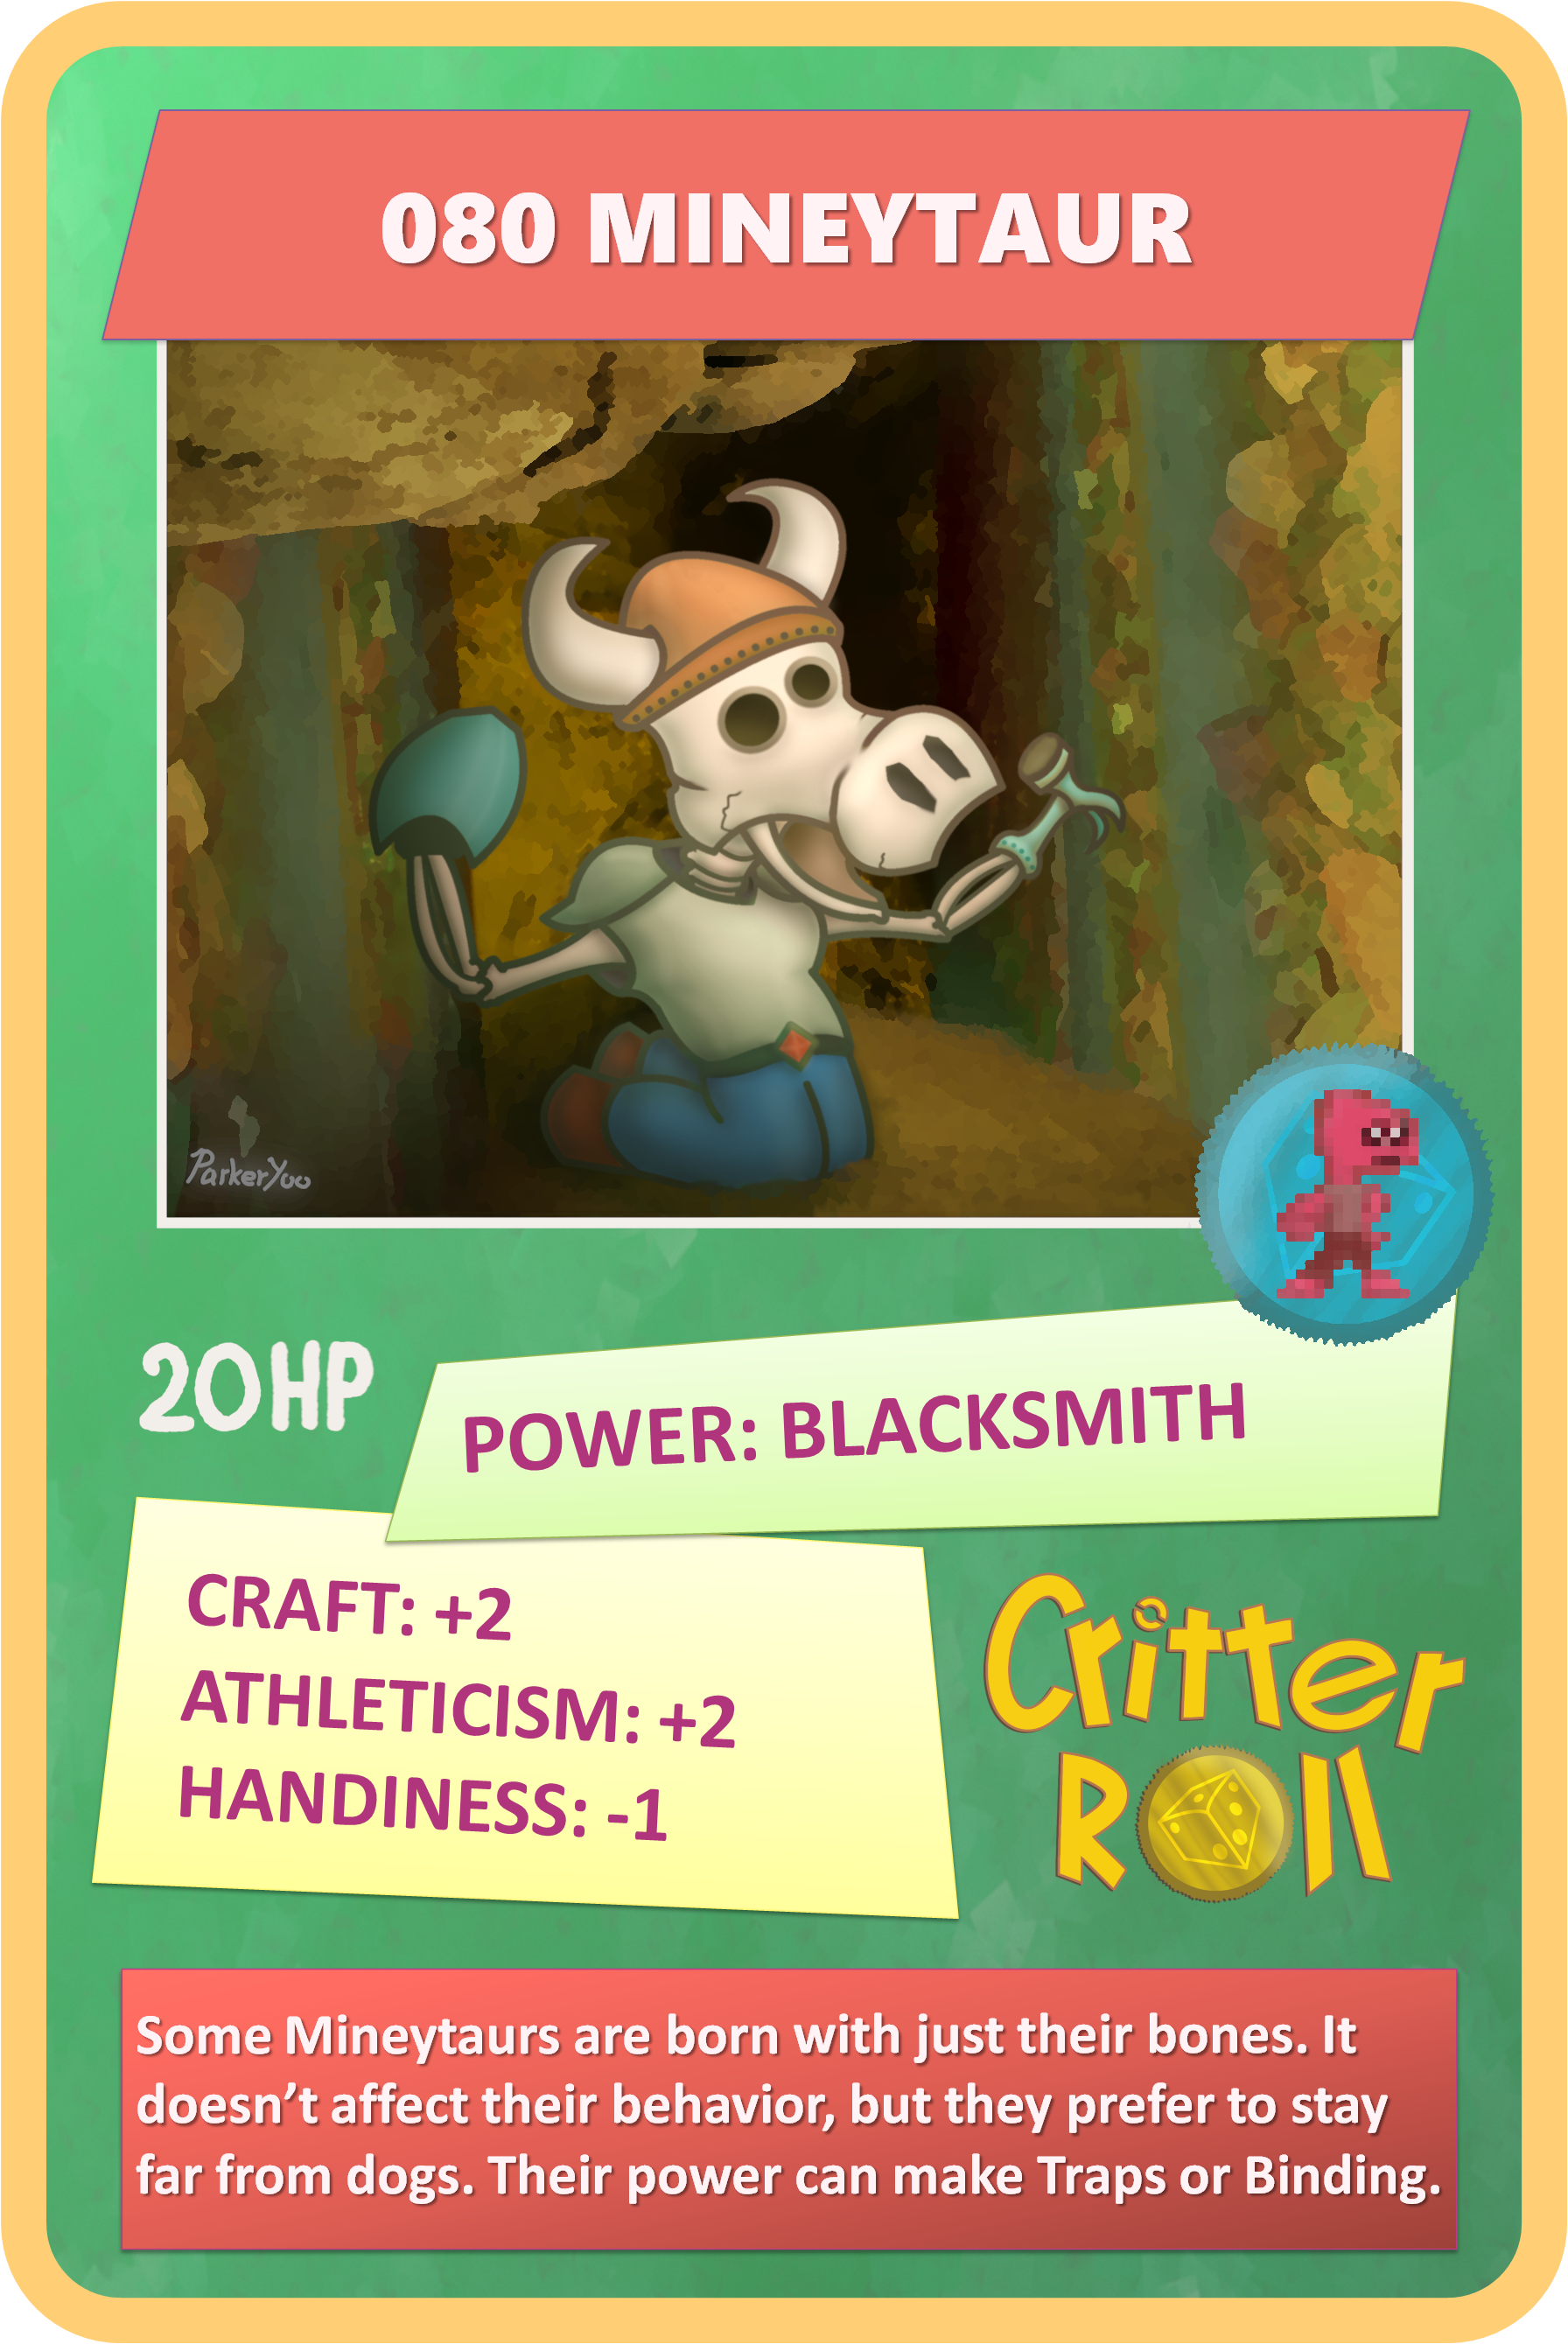 080 MINEYTAUR
ParkerYoo
20HP
POWER: BLACKSMITH
CRAFT: +2
ATHLETICISM: +2
HANDINESS: -1
Critter
Roll
Some Mineytaurs are born with just their bones. It
doesn’t affect their behavior, but they prefer to stay
far from dogs. Their power can make Traps or Binding.